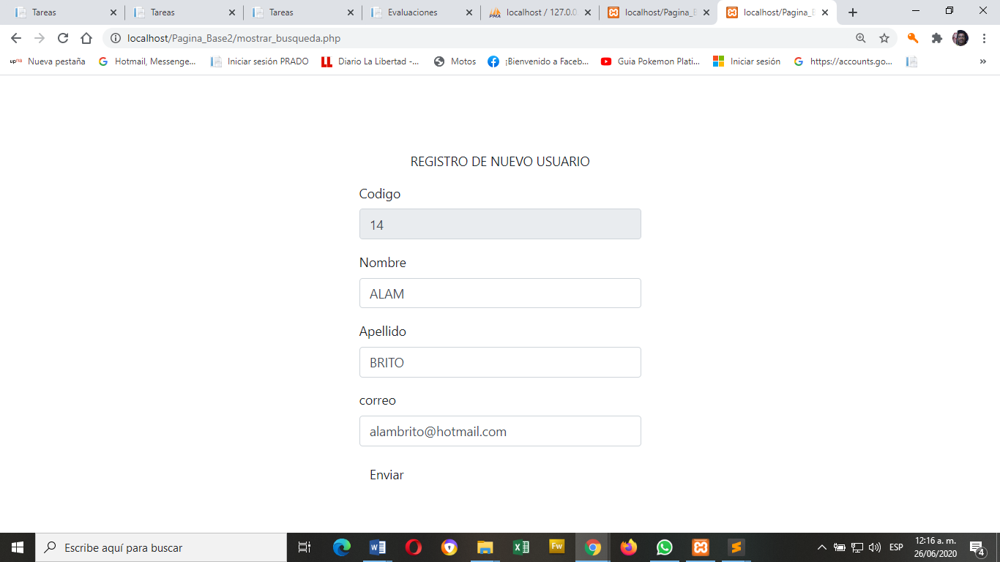 Tareas
Tareas
Tareas
Evaluaciones
localhost / 127.0.0
localhost/Pagina_B
localhost/Pagina_B
localhost/Pagina_Base2/mostrar_busqueda.php
Nueva pestaña
Hotmail, Messenge...
Iniciar sesión PRADO
Diario La Libertad -...
Motos
¡Bienvenido a Faceb...
Guia Pokemon Plati...
Iniciar sesión
https://accounts.go...
REGISTRO DE NUEVO USUARIO
Codigo
14
Nombre
ALAM
Apellido
BRITO
correo
alambrito@hotmail.com
Enviar
Escribe aquí para buscar
Fw
ESP
12:16 a. m.
26/06/2020
4